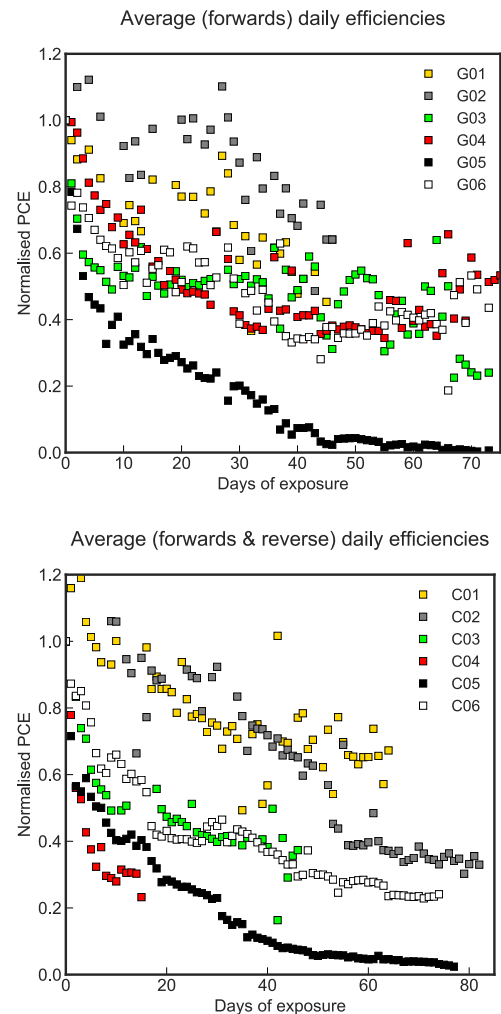 Average (forwards) daily efficiencies
1.2
1.0
0.8
0.6
0.4
0.2
0.0
Normalised PCE
G01
G02
G03
G04
G05
G06
0 10 20 30 40 50 60 70
Days of exposure
Average (forwards & reverse) daily efficiencies
1.2
1.0
0.8
0.6
0.4
0.2
0.0
Normalised PCE
C01
C02
C03
C04
C05
C06
0 20 40 60 80
Days of exposure